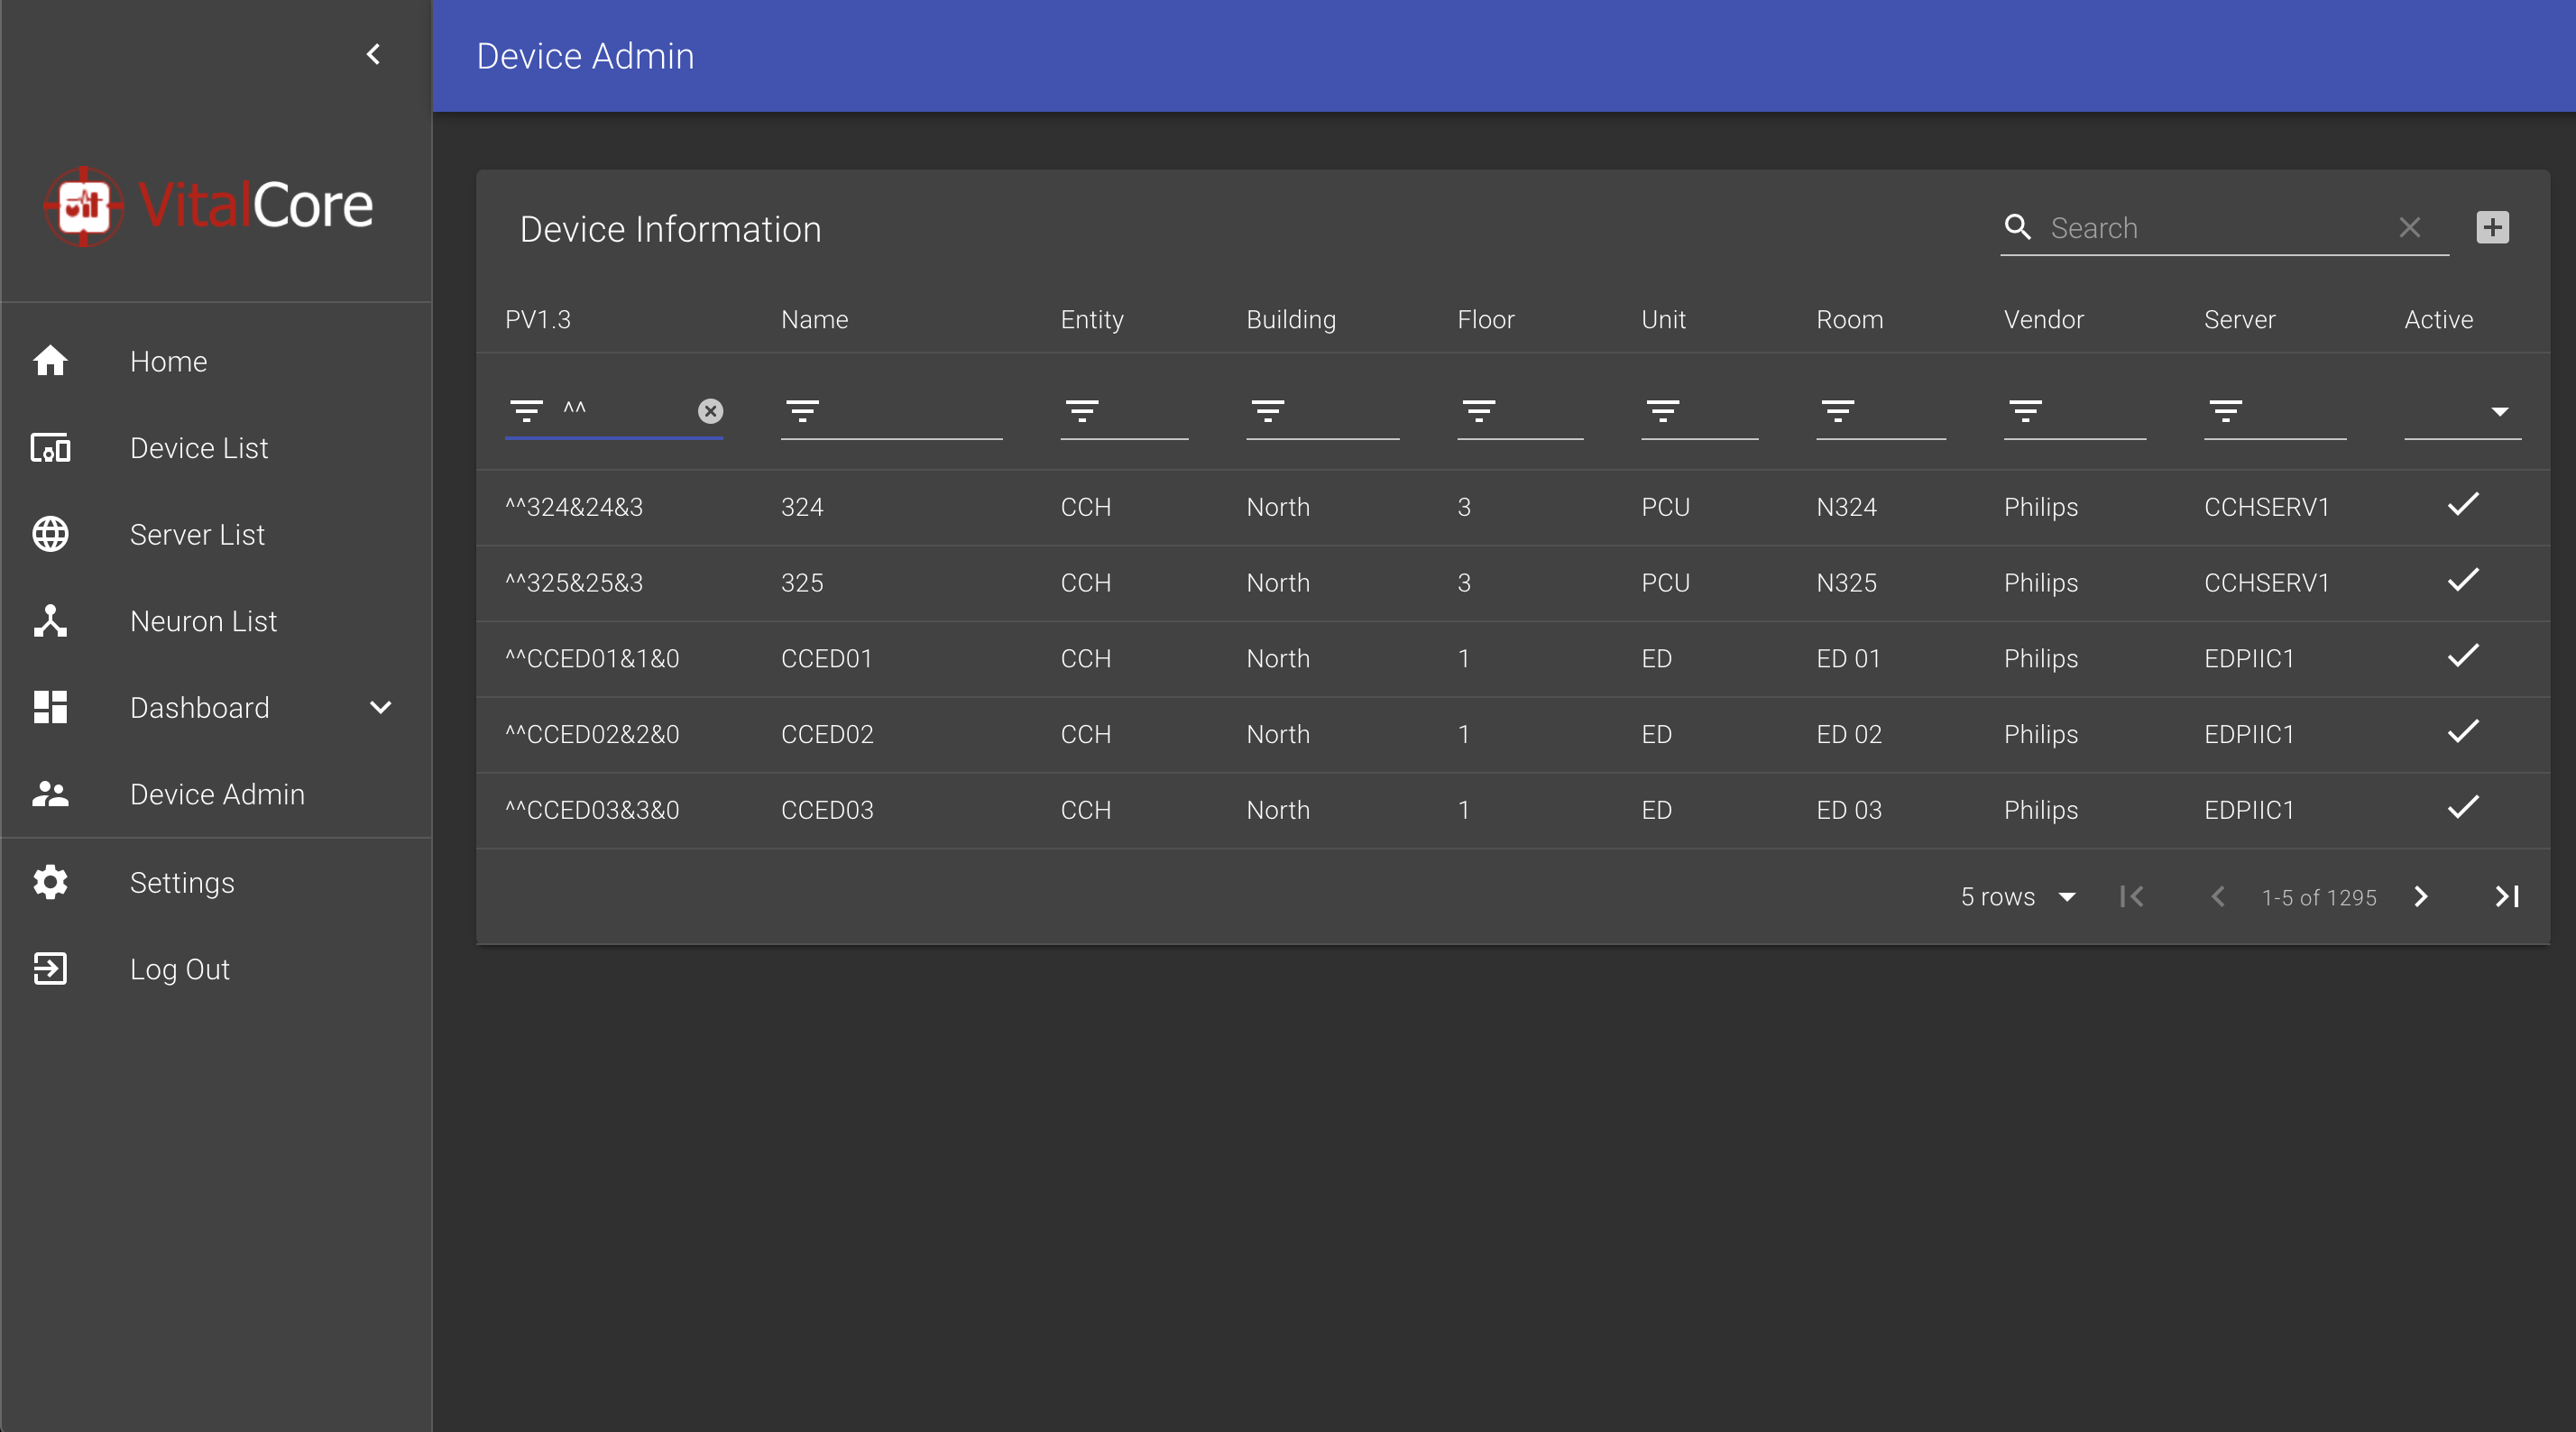 Device Admin
vit VitalCore
Home
Device List
Server List
Neuron List
Dashboard
Device Admin
Settings
Log Out
Device Information
Search
PV1.3 Name Entity Building Floor Unit Room Vendor Server Active
^^
^^324&24&3 324 CCH North 3 PCU N324 Philips CCHSERV1
^^325&25&3 325 CCH North 3 PCU N325 Philips CCHSERV1
^^CCED01&1&0 CCED01 CCH North 1 ED ED 01 Philips EDPIIC1
^^CCED02&2&0 CCED02 CCH North 1 ED ED 02 Philips EDPIIC1
^^CCED03&3&0 CCED03 CCH North 1 ED ED 03 Philips EDPIIC1
5 rows 1-5 of 1295